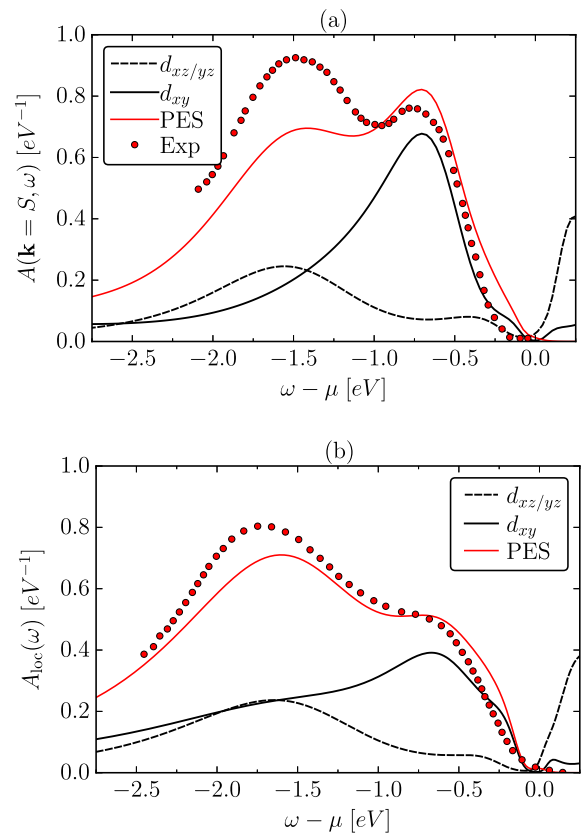 (a)
1.0
0.8
0.6
0.4
0.2
0.0
A(k = S, ω) [eV⁻¹]
d_{xz/yz}
d_{xy}
PES
Exp
−2.5 −2.0 −1.5 −1.0 −0.5 0.0
ω − μ [eV]
(b)
1.0
0.8
0.6
0.4
0.2
0.0
A_{loc}(ω) [eV⁻¹]
d_{xz/yz}
d_{xy}
PES
−2.5 −2.0 −1.5 −1.0 −0.5 0.0
ω − μ [eV]